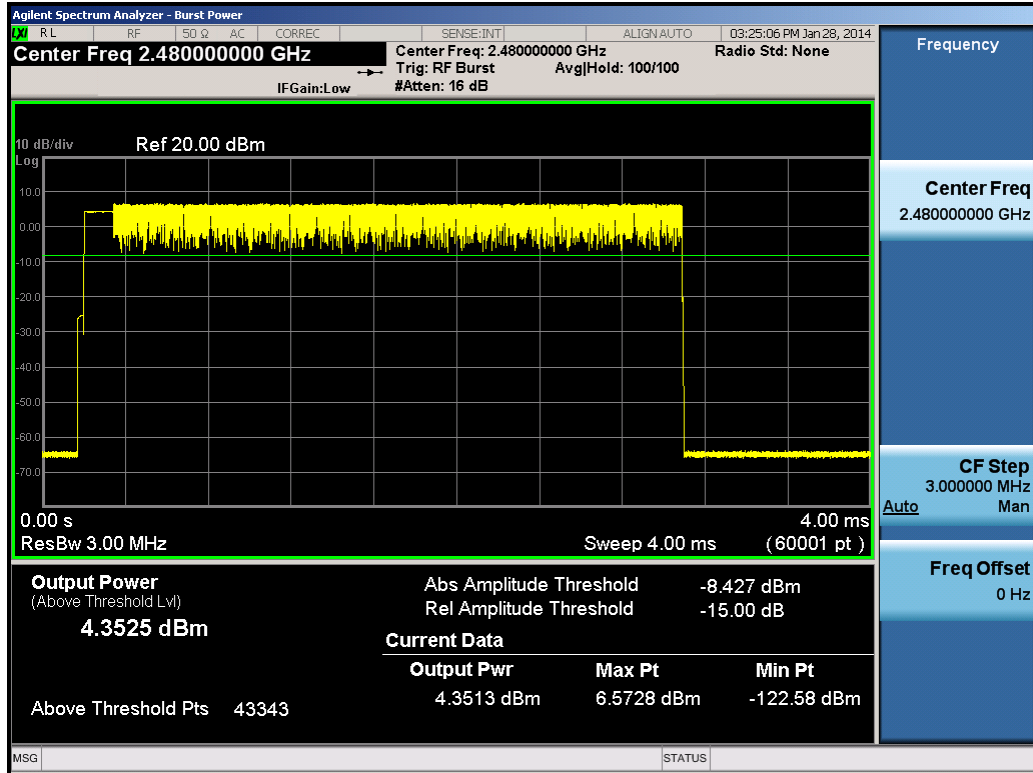 Agilent Spectrum Analyzer - Burst Power
LXI RL RF 50 Ω AC CORREC SENSE:INT ALIGN AUTO 03:25:06 PM Jan 28, 2014
Center Freq 2.480000000 GHz
Center Freq: 2.480000000 GHz Radio Std: None
Trig: RF Burst Avg|Hold: 100/100
IFGain:Low #Atten: 16 dB
10 dB/div Ref 20.00 dBm
Log
10.0
0.00
-10.0
-20.0
-30.0
-40.0
-50.0
-60.0
-70.0
0.00 s 4.00 ms
ResBw 3.00 MHz Sweep 4.00 ms (60001 pt)
Output Power
(Above Threshold Lvl)
4.3525 dBm
Above Threshold Pts 43343
Abs Amplitude Threshold -8.427 dBm
Rel Amplitude Threshold -15.00 dB
Current Data
Output Pwr Max Pt Min Pt
4.3513 dBm 6.5728 dBm -122.58 dBm
Frequency
Center Freq
2.480000000 GHz
CF Step
3.000000 MHz
Auto Man
Freq Offset
0 Hz
MSG STATUS